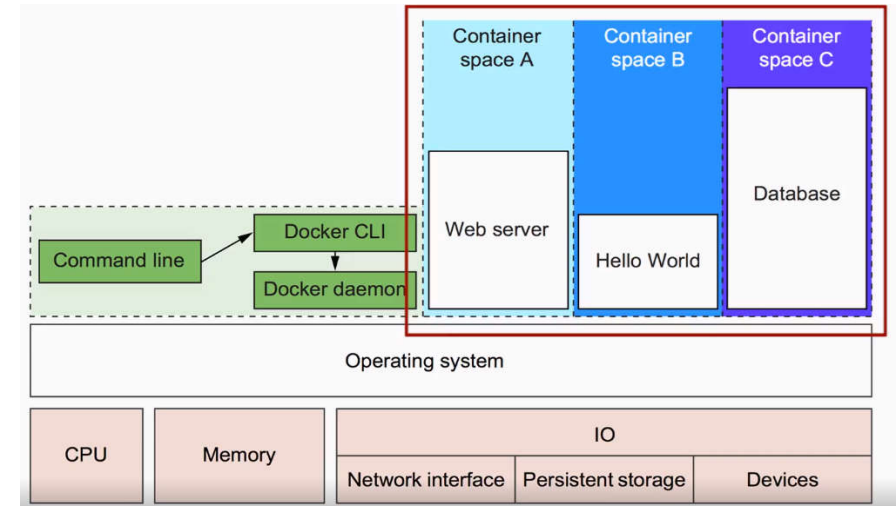 Container
space A
Container
space B
Container
space C
Web server
Hello World
Database
Command line
Docker CLI
Docker daemon
Operating system
CPU
Memory
IO
Network interface
Persistent storage
Devices